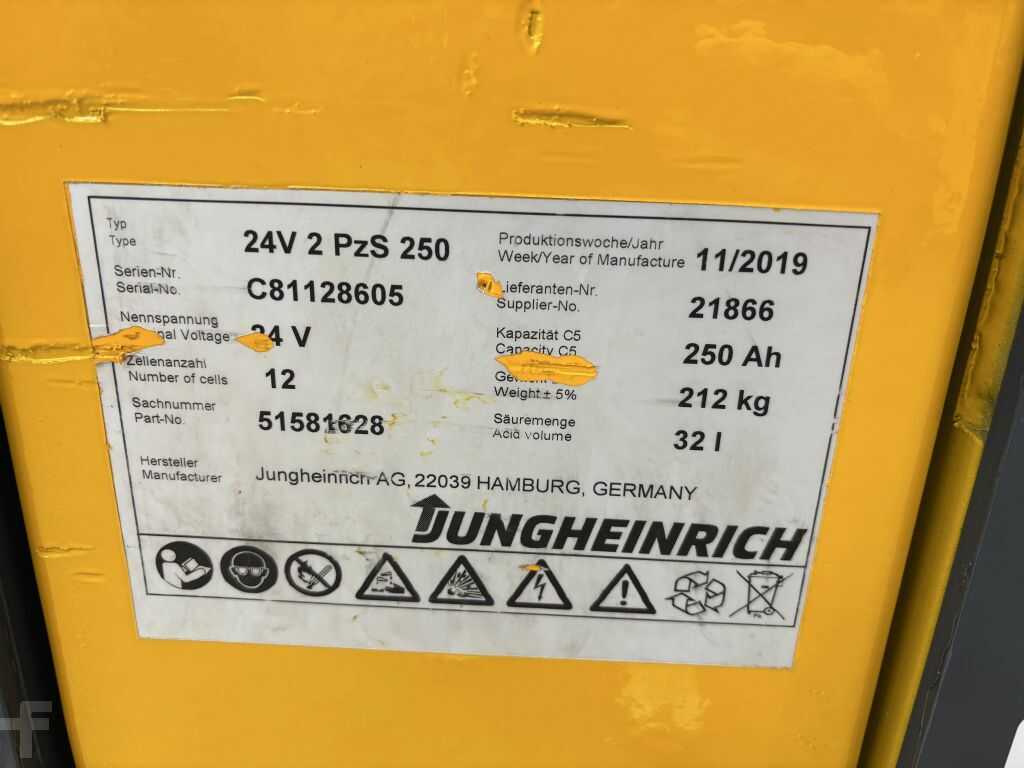 Typ
Type
24V 2 PzS 250
Serien-Nr.
Serial-No.
C81128605
Nennspannung
Voltage
24 V
Zellenanzahl
Number of cells
12
Sachnummer
Part-No.
51581628
Produktionswoche/Jahr
Week/Year of Manufacture
11/2019
Lieferanten-Nr.
Supplier-No.
21866
Kapazität C5
Capacity C5
250 Ah
Weight ± 5%
212 kg
Säuremenge
Acid volume
32 l
Hersteller
Manufacturer
Jungheinrich AG, 22039 HAMBURG, GERMANY
JUNGHEINRICH